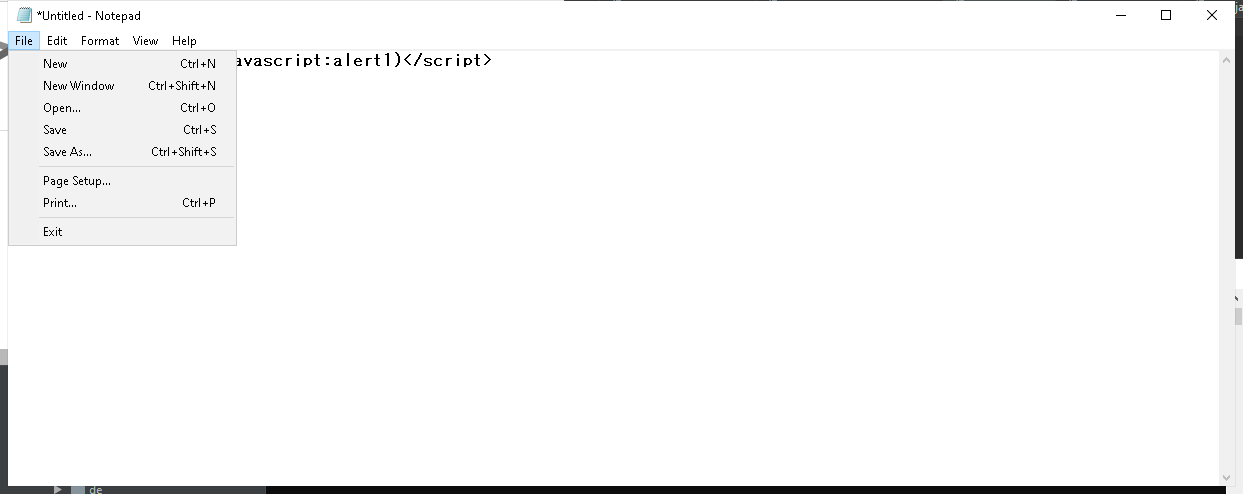 *Untitled - Notepad
File Edit Format View Help
avascript:alert1)</script>
New Ctrl+N
New Window Ctrl+Shift+N
Open... Ctrl+O
Save Ctrl+S
Save As... Ctrl+Shift+S
Page Setup...
Print... Ctrl+P
Exit
de